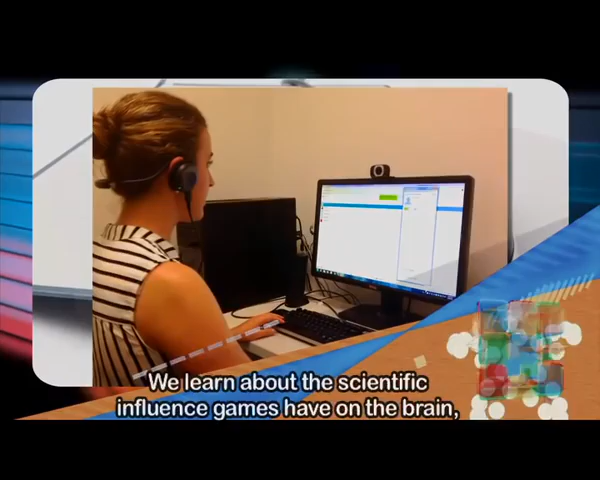 We learn about the scientific
influence games have on the brain,